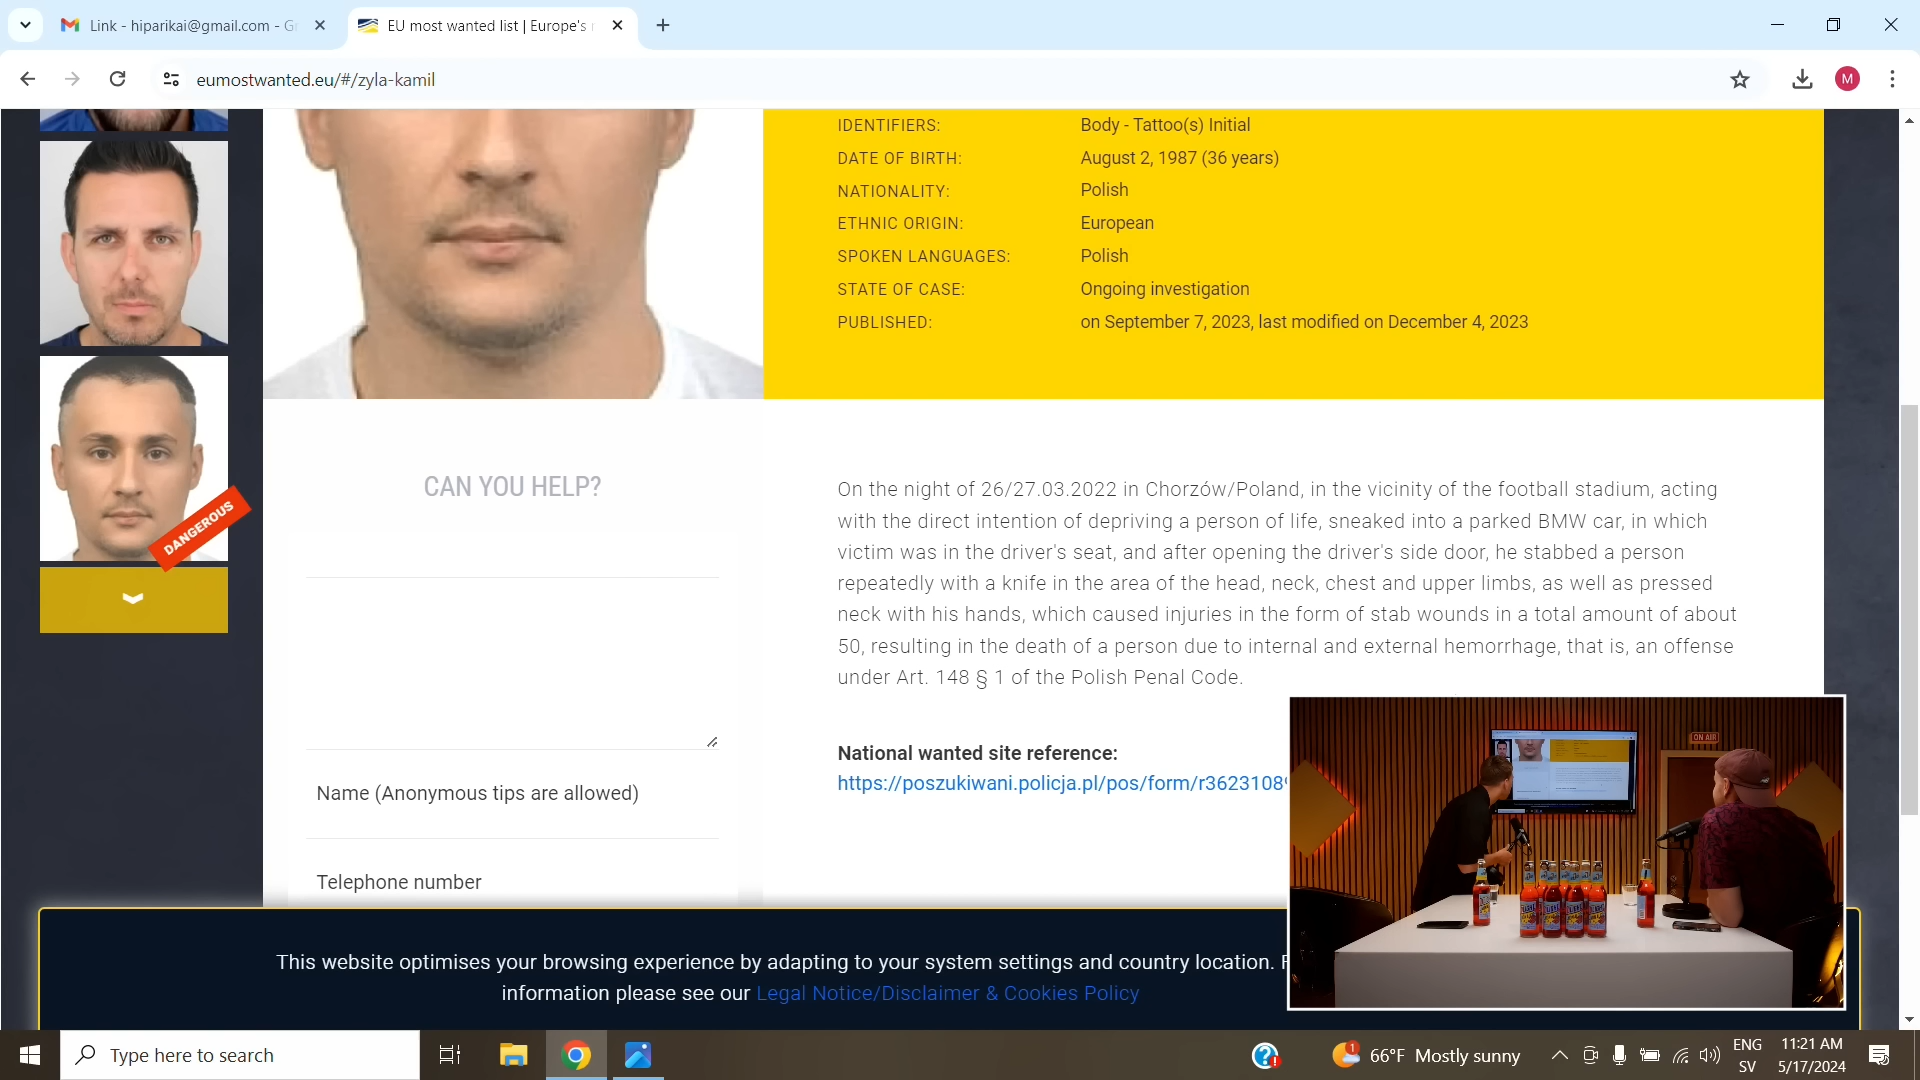 Link - hiparikai@gmail.com - G
EU most wanted list | Europe's
eumostwanted.eu/#/zyla-kamil
M
IDENTIFIERS: Body - Tattoo(s) Initial
DATE OF BIRTH: August 2, 1987 (36 years)
NATIONALITY: Polish
ETHNIC ORIGIN: European
SPOKEN LANGUAGES: Polish
STATE OF CASE: Ongoing investigation
PUBLISHED: on September 7, 2023, last modified on December 4, 2023
DANGEROUS
CAN YOU HELP?
Name (Anonymous tips are allowed)
Telephone number
On the night of 26/27.03.2022 in Chorzów/Poland, in the vicinity of the football stadium, acting
with the direct intention of depriving a person of life, sneaked into a parked BMW car, in which
victim was in the driver's seat, and after opening the driver's side door, he stabbed a person
repeatedly with a knife in the area of the head, neck, chest and upper limbs, as well as pressed
neck with his hands, which caused injuries in the form of stab wounds in a total amount of about
50, resulting in the death of a person due to internal and external hemorrhage, that is, an offense
under Art. 148 § 1 of the Polish Penal Code.
National wanted site reference:
https://poszukiwani.policja.pl/pos/form/r3623108
ON AIR
This website optimises your browsing experience by adapting to your system settings and country location.
information please see our Legal Notice/Disclaimer & Cookies Policy
Type here to search
1
66°F Mostly sunny
ENG
SV
11:21 AM
5/17/2024